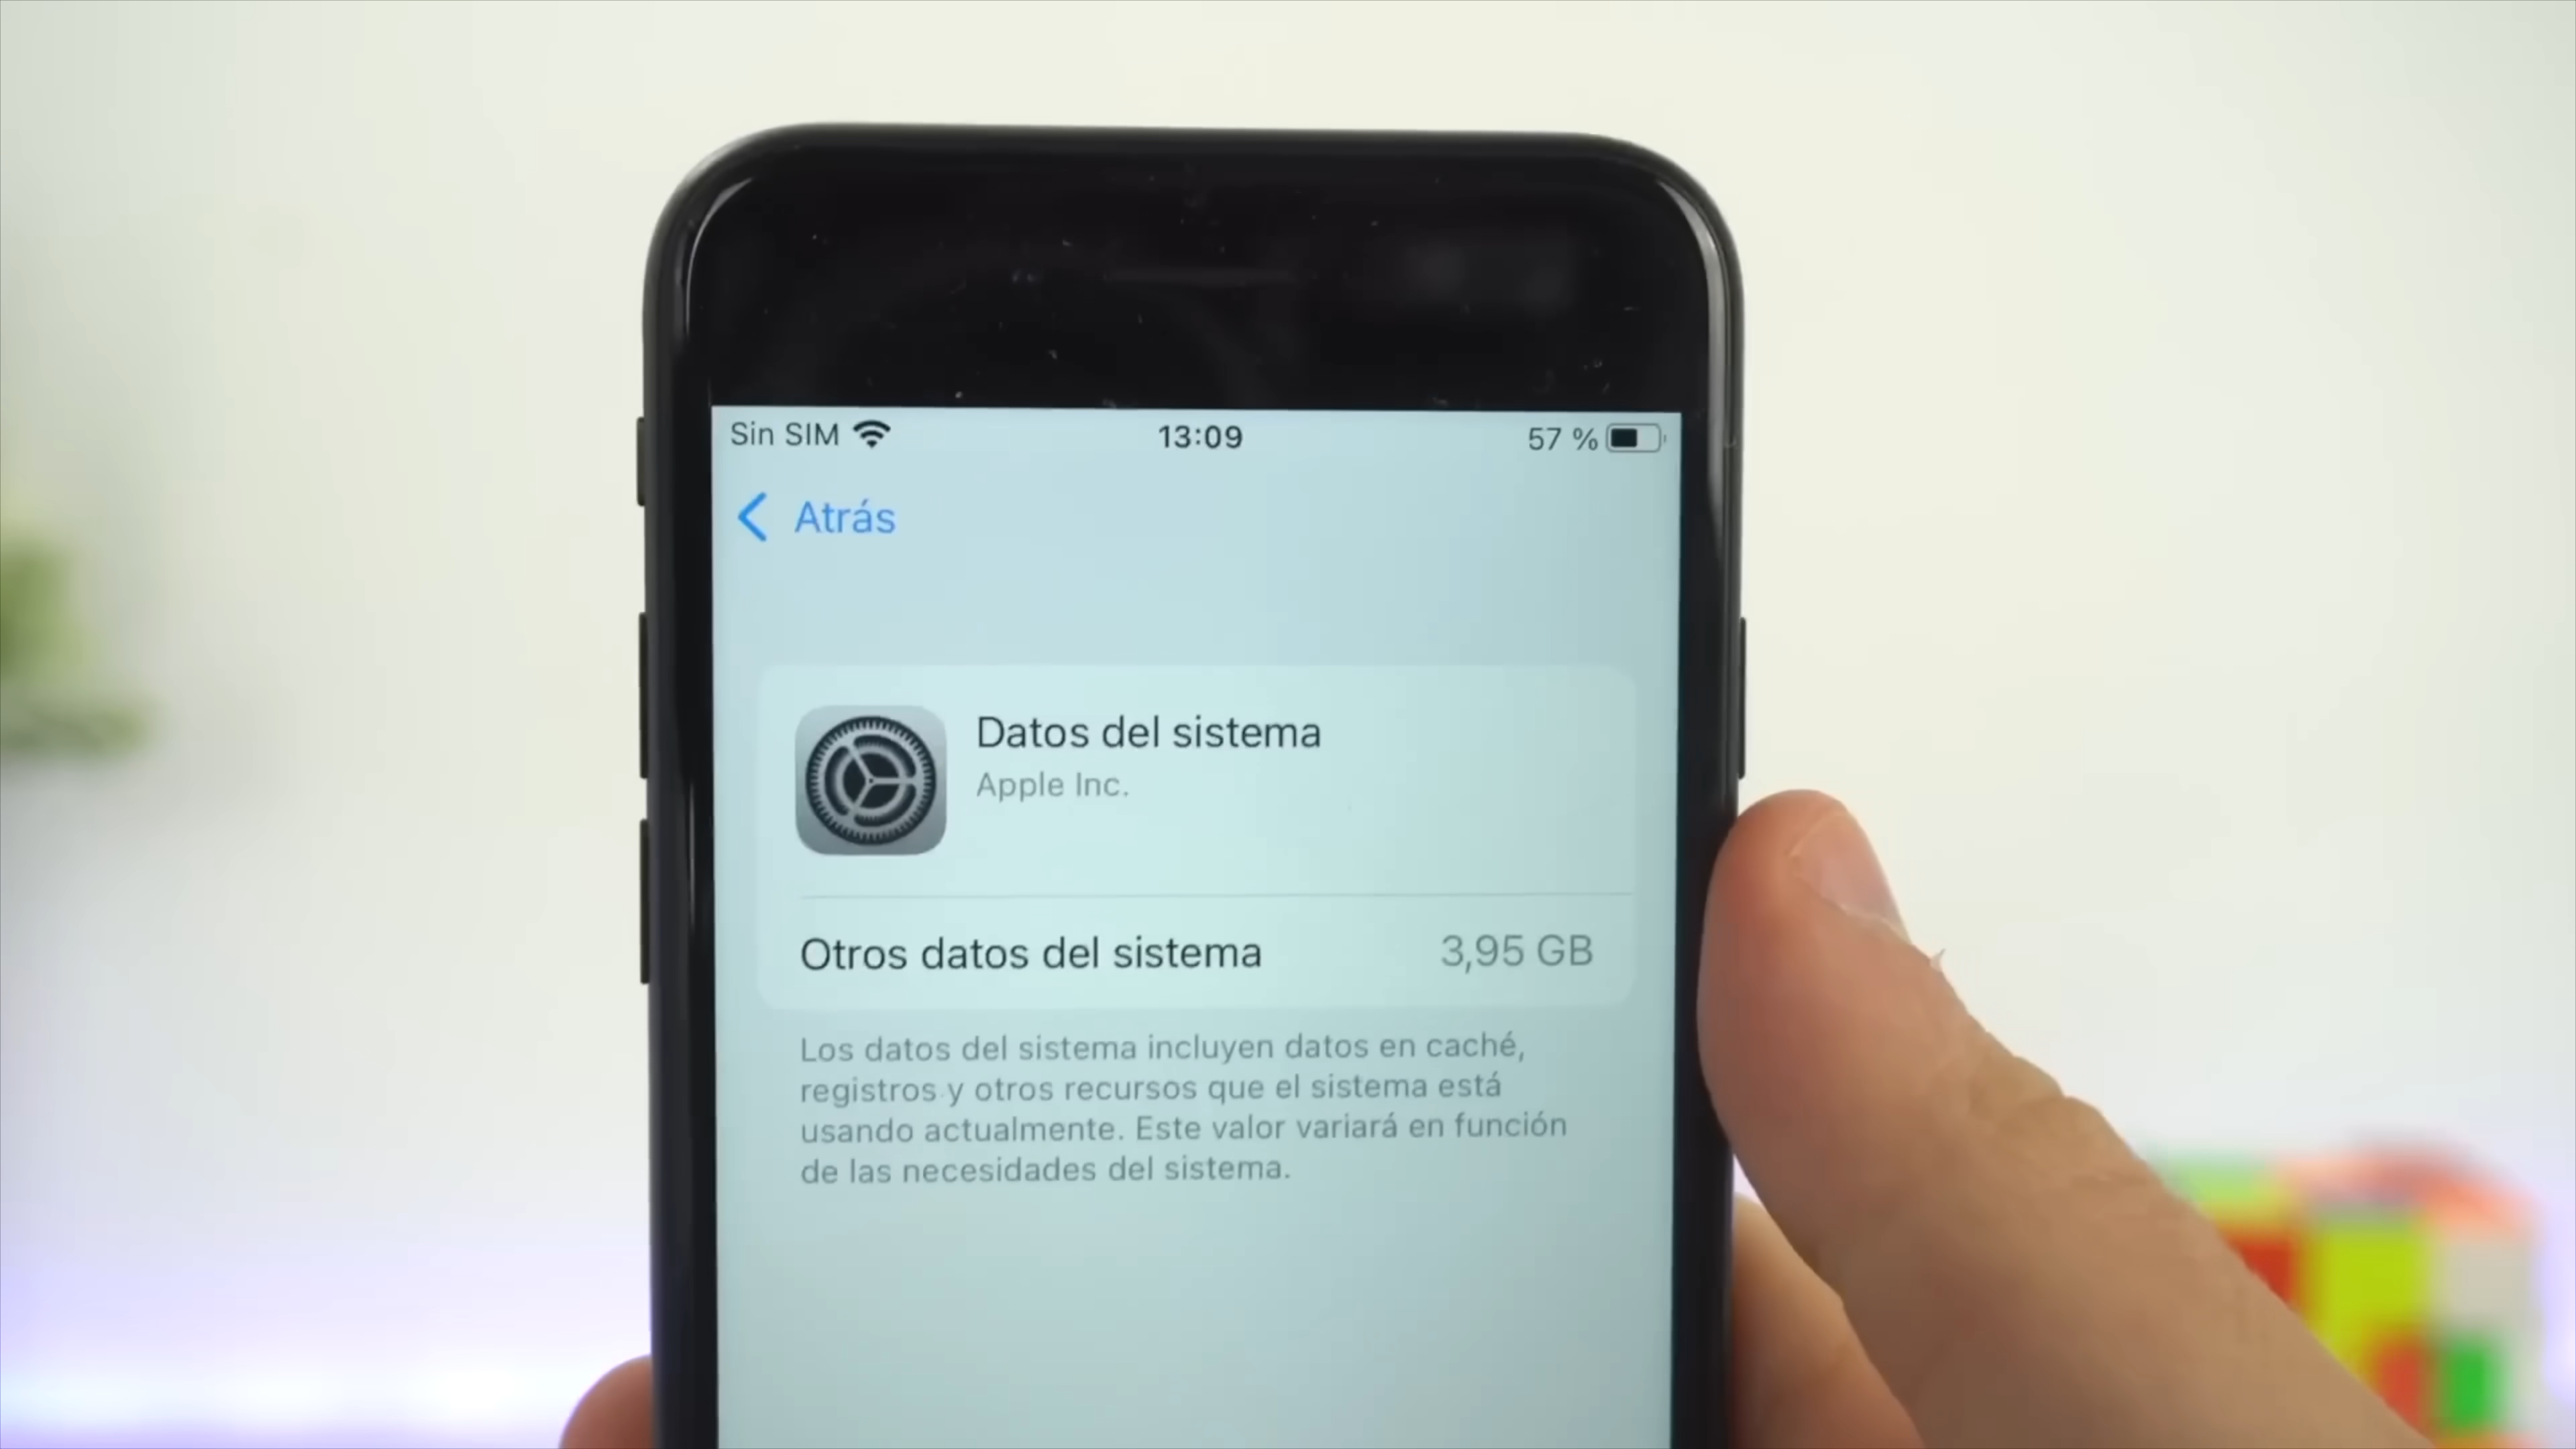 Sin SIM 13:09 57 %
Atrás
Datos del sistema
Apple Inc.
Otros datos del sistema 3,95 GB
Los datos del sistema incluyen datos en caché,
registros y otros recursos que el sistema está
usando actualmente. Este valor variará en función
de las necesidades del sistema.